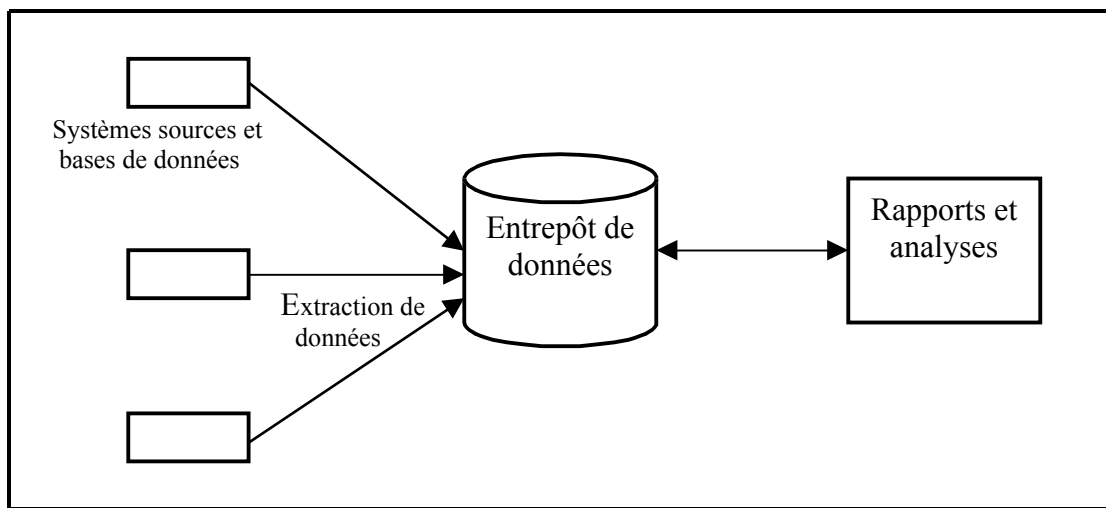 Systèmes sources et
bases de données
Entrepôt de
données
Rapports et
analyses
Extraction de
données